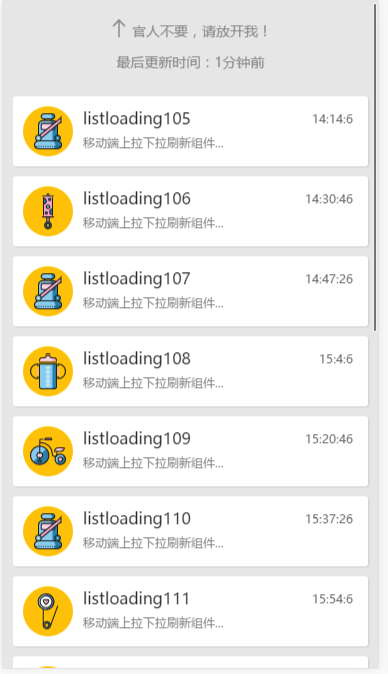 ↑ 官人不要，请放开我！
最后更新时间：1分钟前
listloading105 14:14:6
移动端上拉下拉刷新组件...
listloading106 14:30:46
移动端上拉下拉刷新组件...
listloading107 14:47:26
移动端上拉下拉刷新组件...
listloading108 15:4:6
移动端上拉下拉刷新组件...
listloading109 15:20:46
移动端上拉下拉刷新组件...
listloading110 15:37:26
移动端上拉下拉刷新组件...
listloading111 15:54:6
移动端上拉下拉刷新组件...